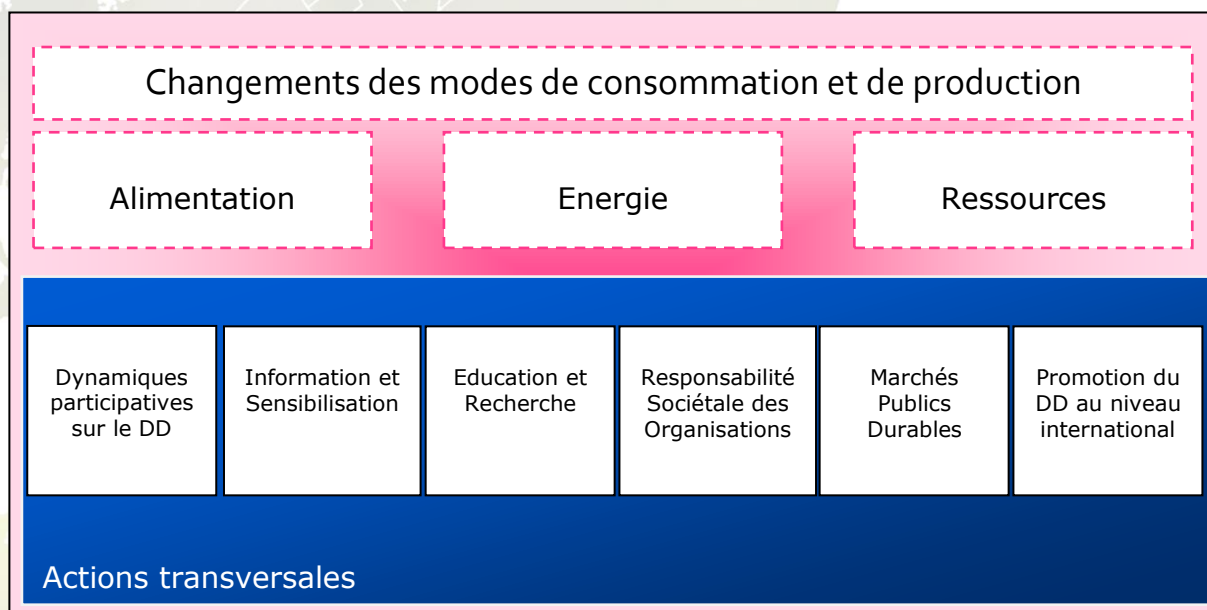 Changements des modes de consommation et de production
Alimentation
Energie
Ressources
Dynamiques
participatives
sur le DD
Information et
Sensibilisation
Education et
Recherche
Responsabilité
Sociétale des
Organisations
Marchés
Publics
Durables
Promotion du
DD au niveau
international
Actions transversales